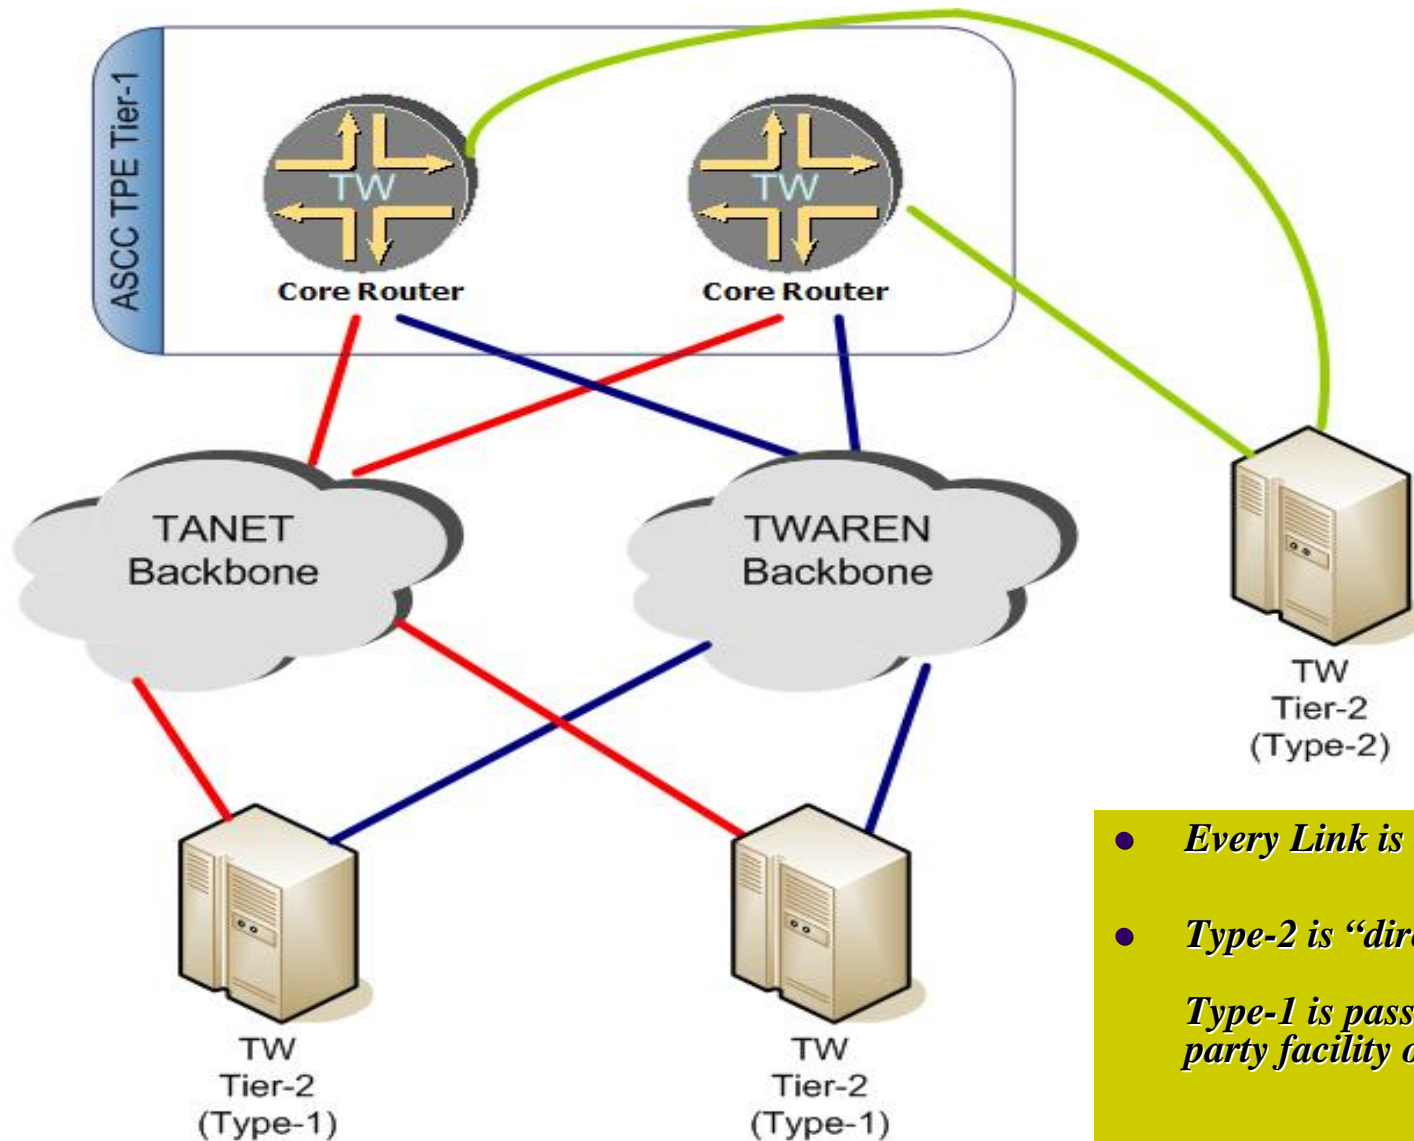 ASCC TPE Tier-1
TW
TW
Core Router
Core Router
TANET
Backbone
TWAREN
Backbone
TW
Tier-2
(Type-2)
TW
Tier-2
(Type-1)
TW
Tier-2
(Type-1)
Every Link is
Type-2 is
Type-1 is
party facility